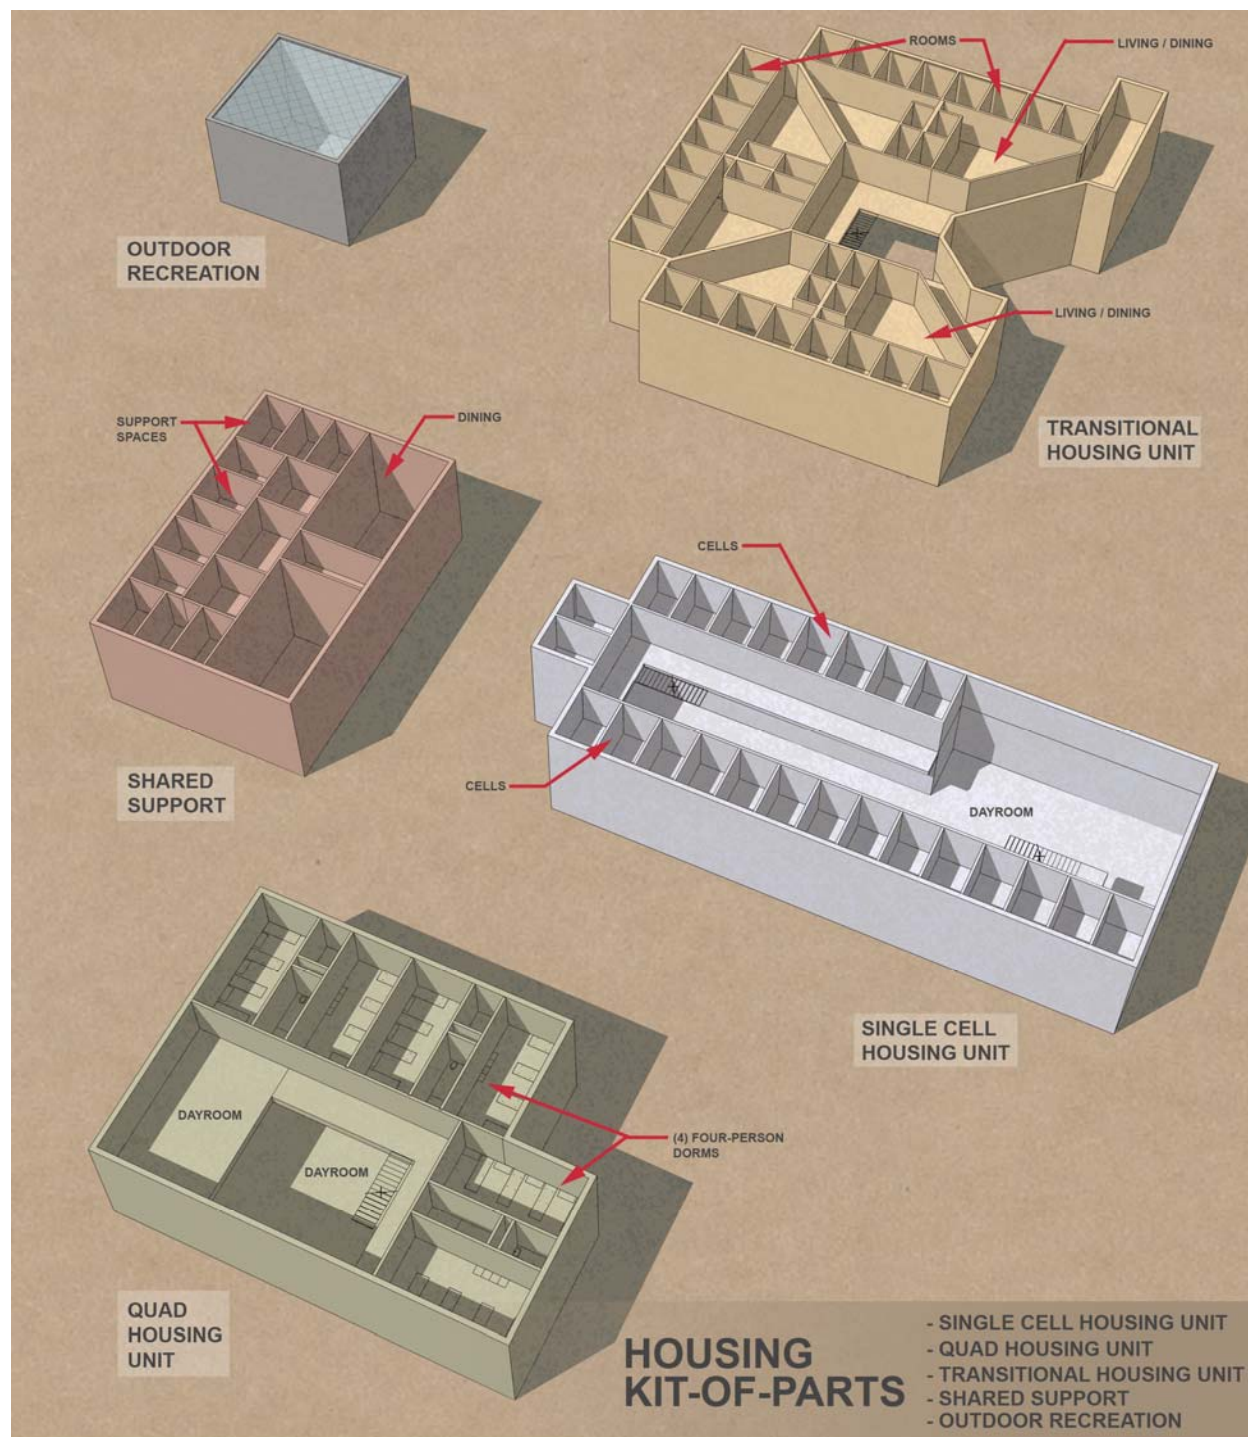 ROOMS
LIVING / DINING
OUTDOOR
RECREATION
LIVING / DINING
TRANSITIONAL
HOUSING UNIT
SUPPORT
SPACES
DINING
CELLS
SHARED
SUPPORT
CELLS
DAYROOM
SINGLE CELL
HOUSING UNIT
DAYROOM
DAYROOM
(4) FOUR-PERSON
DORMS
QUAD
HOUSING
UNIT
HOUSING
KIT-OF-PARTS
- SINGLE CELL HOUSING UNIT
- QUAD HOUSING UNIT
- TRANSITIONAL HOUSING UNIT
- SHARED SUPPORT
- OUTDOOR RECREATION